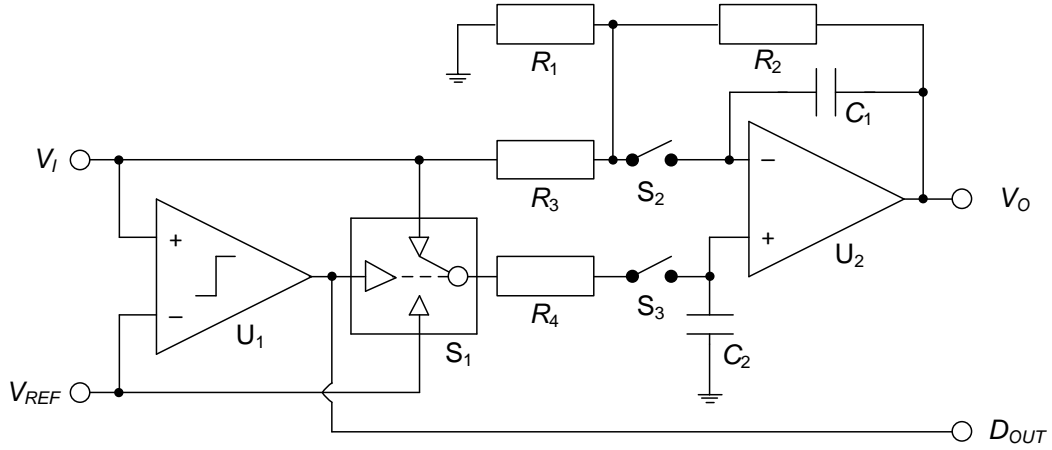 R1
R2
C1
VI
R3
S2
−
VO
+
+
U2
−
U1
S1
R4
S3
C2
VREF
DOUT